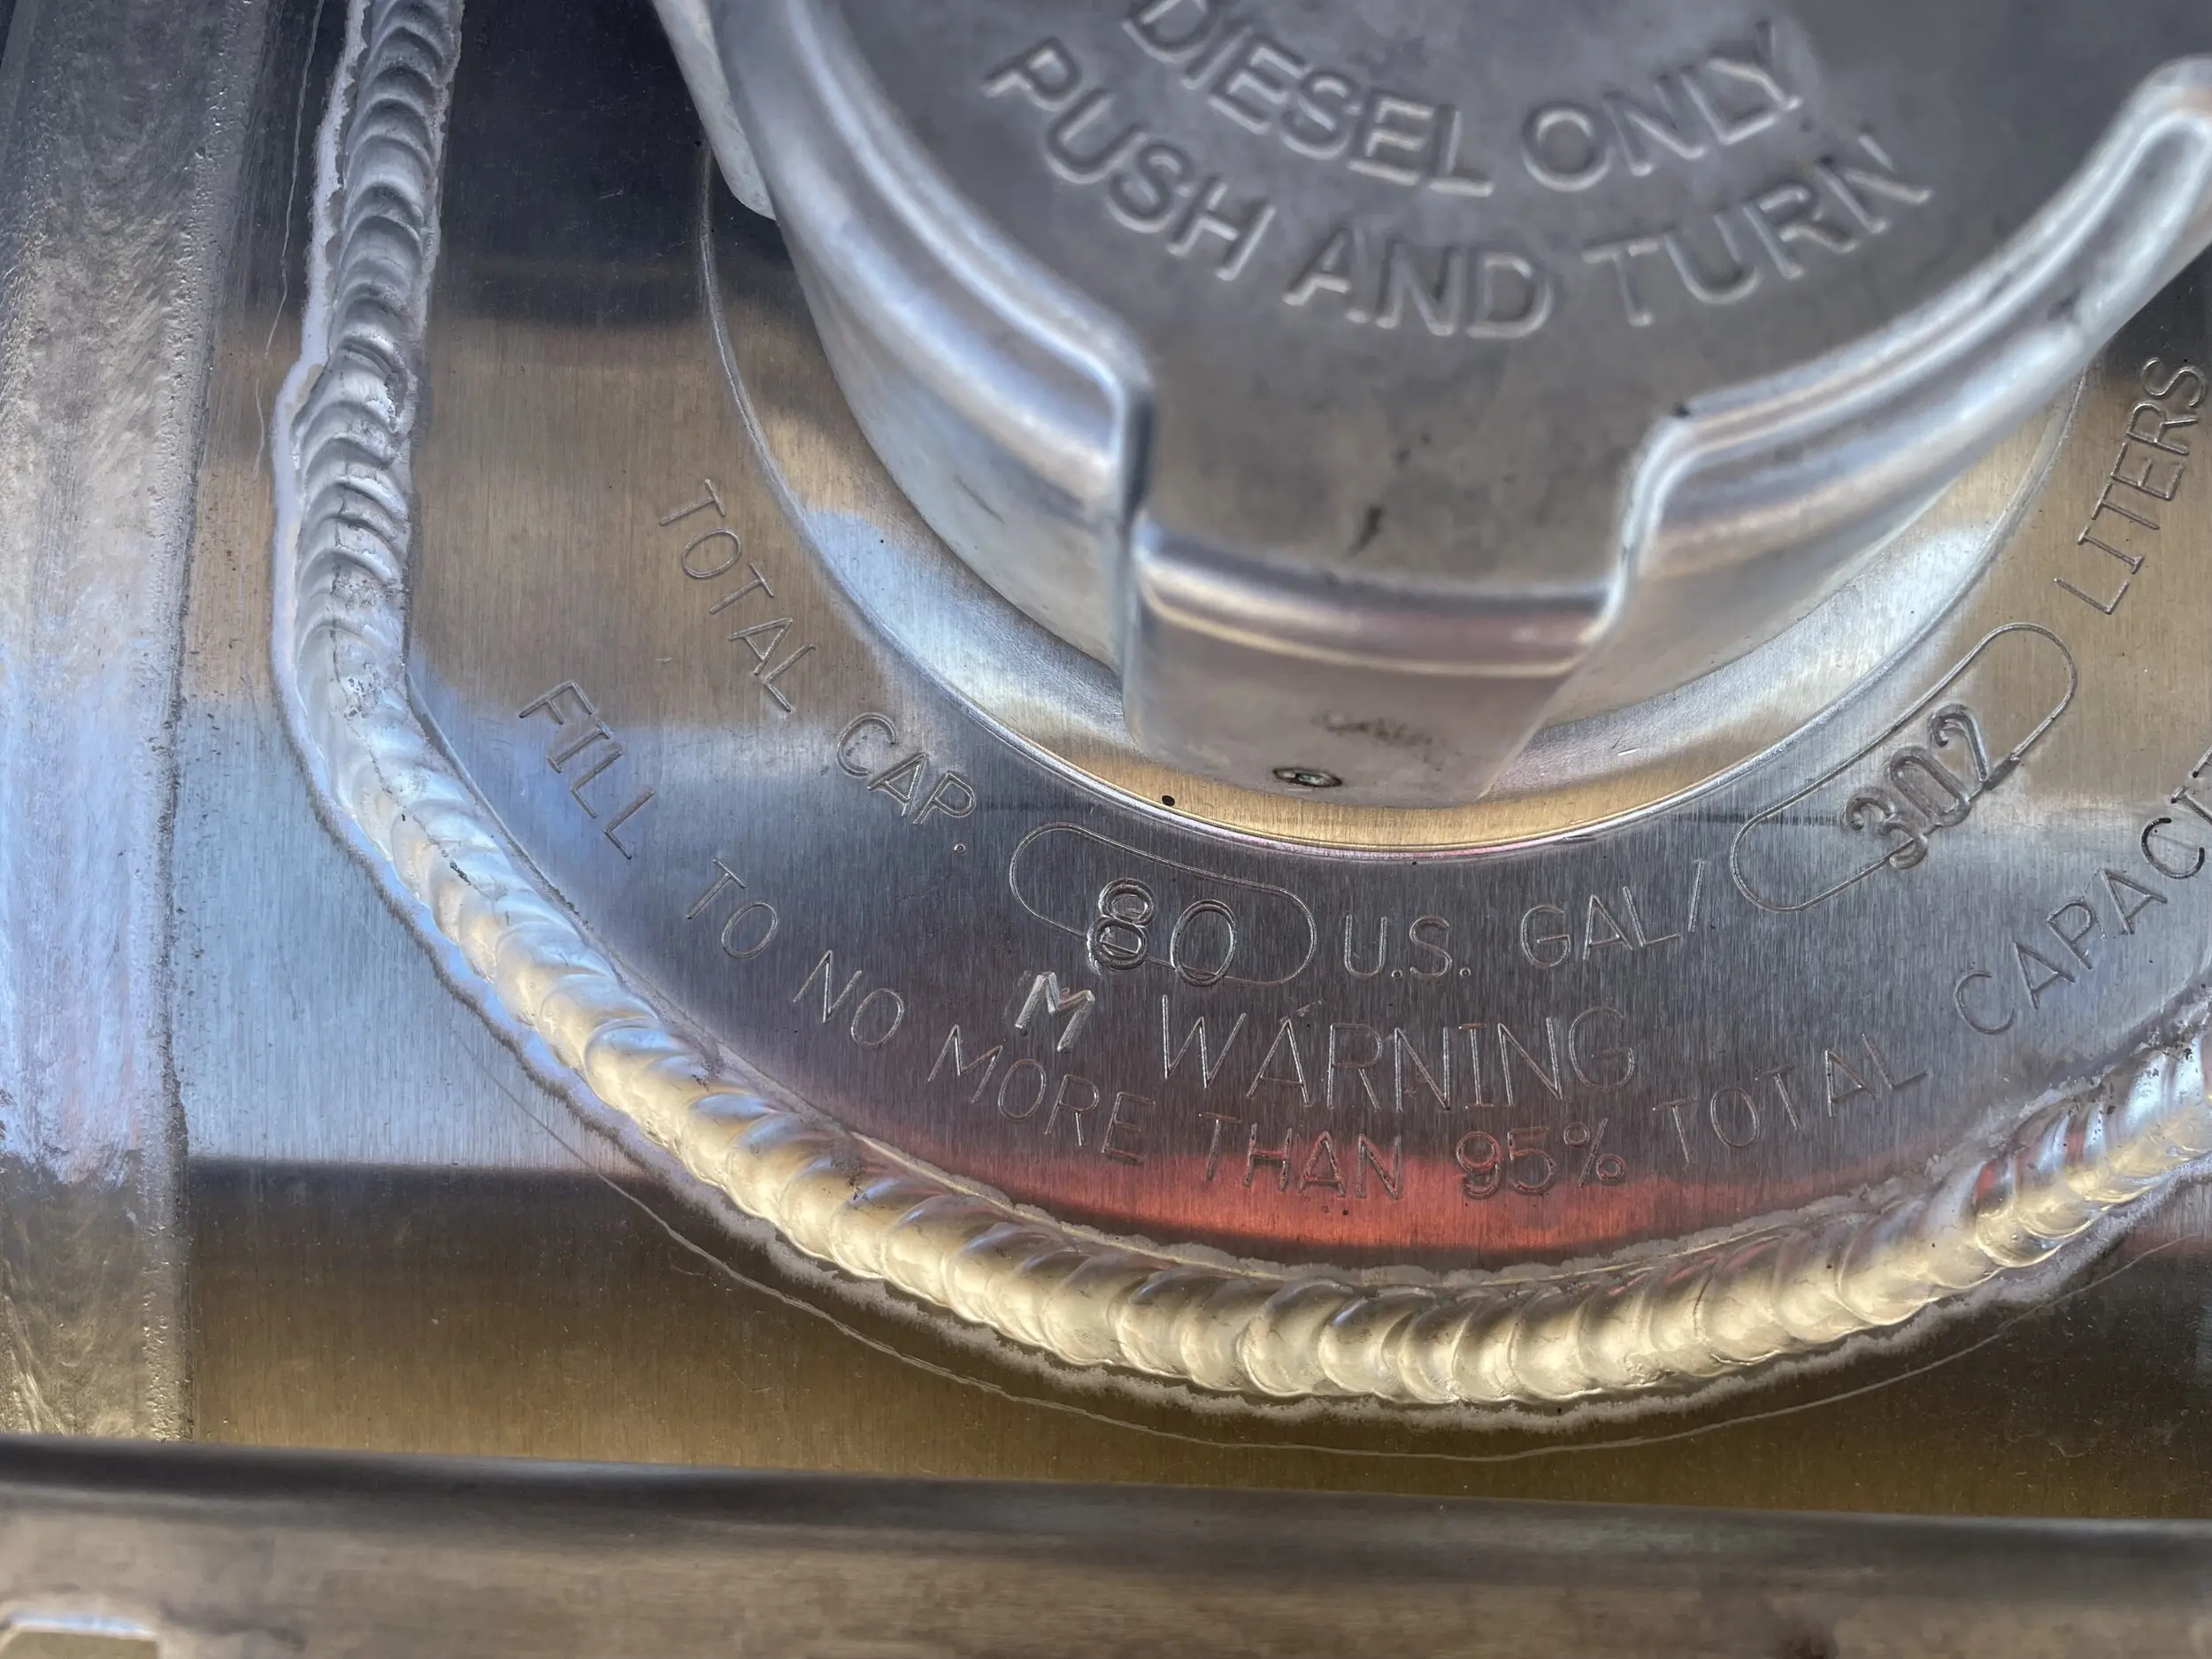 DIESEL ONLY
PUSH AND TURN
TOTAL CAP. 80 U.S. GAL/ 302 LITERS
M WARNING
FILL TO NO MORE THAN 95% TOTAL CAPACIT